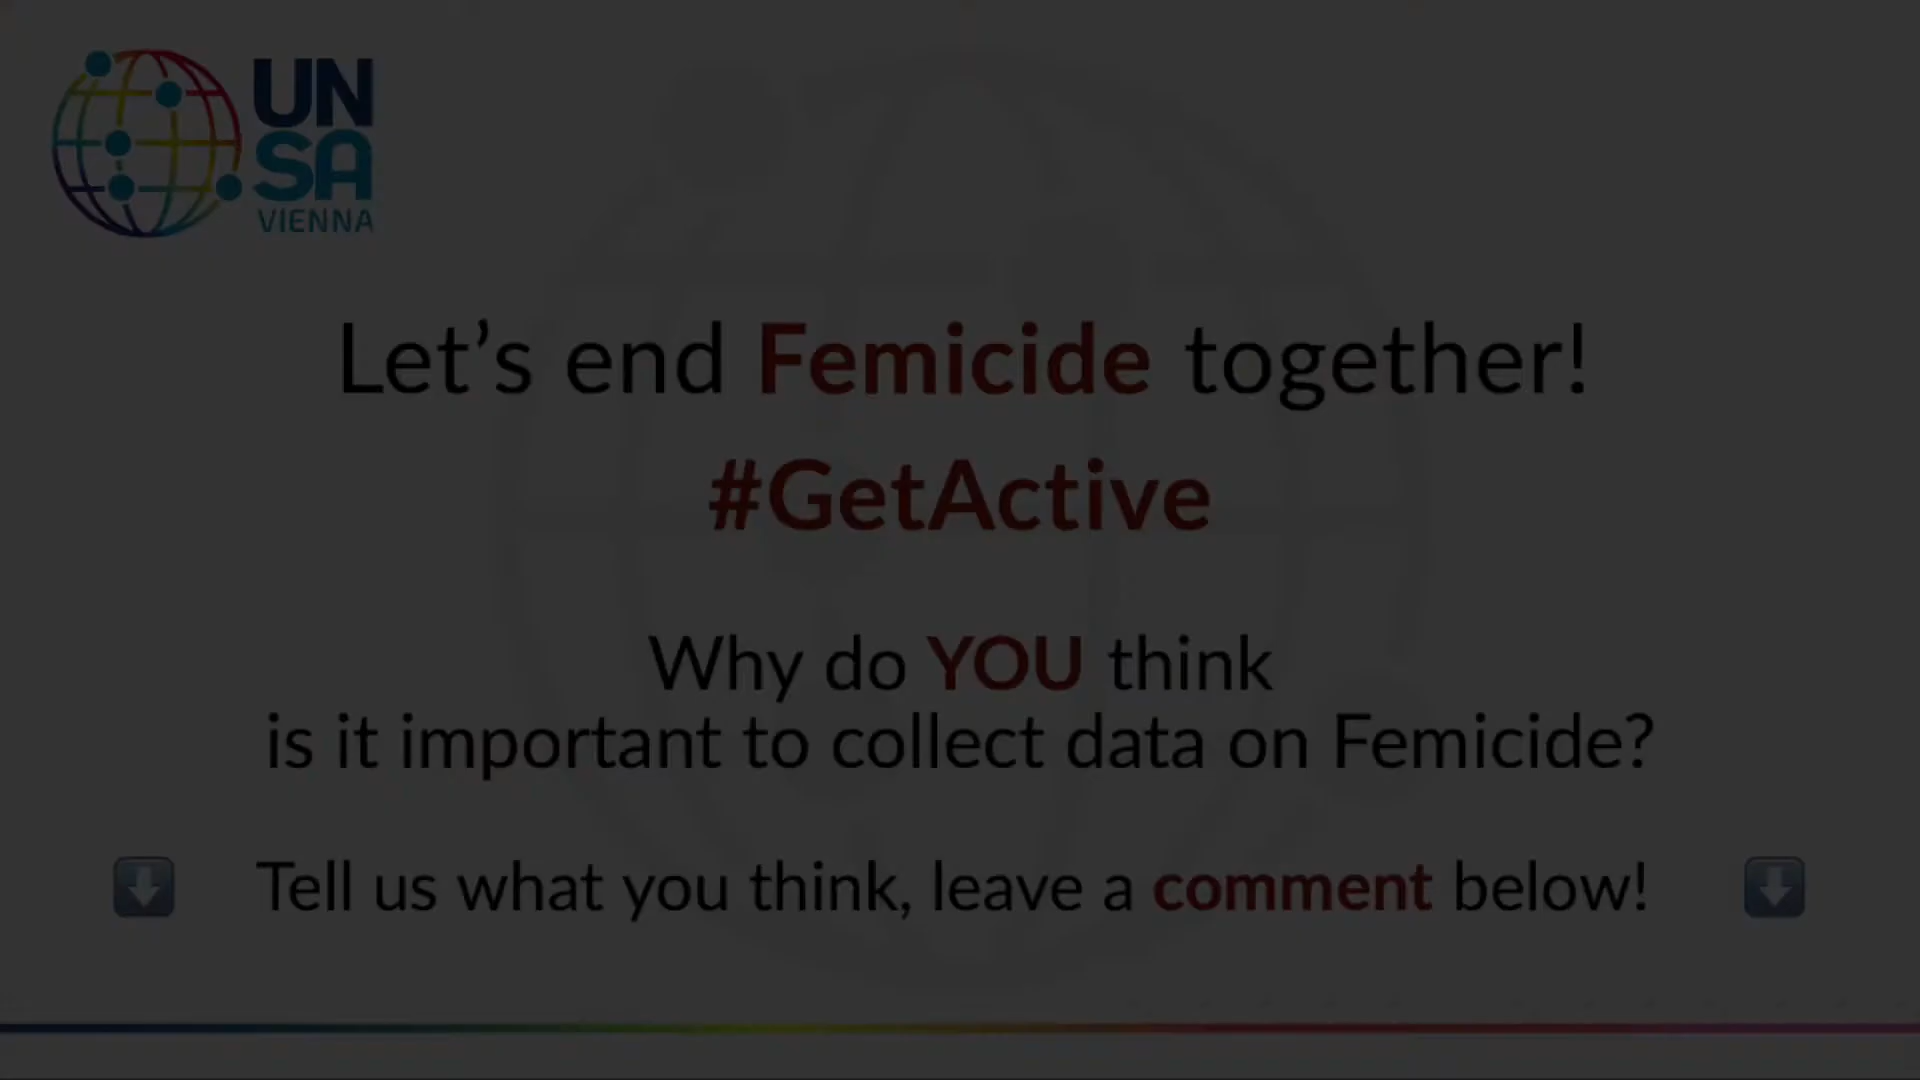 UN
SA
VIENNA
Let’s end Femicide together!
#GetActive
Why do YOU think
is it important to collect data on Femicide?
Tell us what you think, leave a comment below!